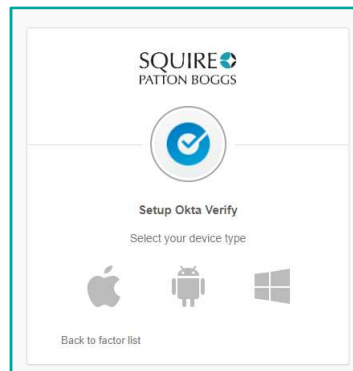 SQUIRE
PATTON BOGGS
Setup Okta Verify
Select your device type
Back to factor list